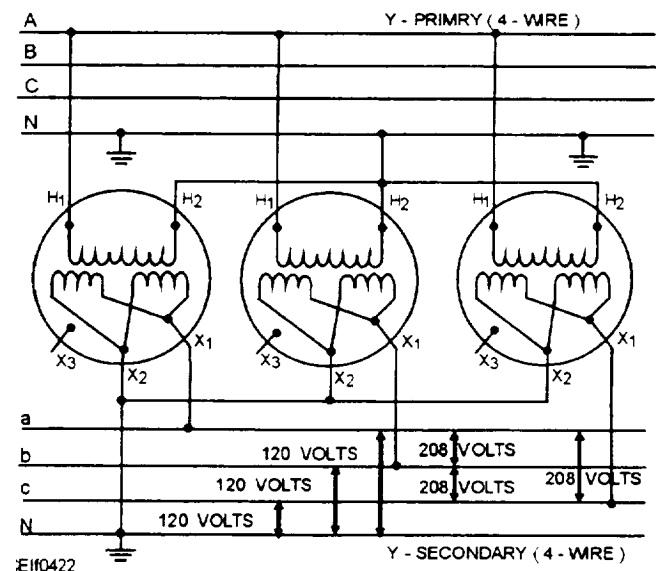 A
Y - PRIMRY ( 4 - WIRE )
B
C
N
H1 H2 H1 H2 H1 H2
X3 X2 X1 X3 X2 X1 X3 X2 X1
a
b 120 VOLTS 208 VOLTS
c 120 VOLTS 208 VOLTS 208 VOLTS
N 120 VOLTS
Y - SECONDARY ( 4 - WIRE )
EIf0422